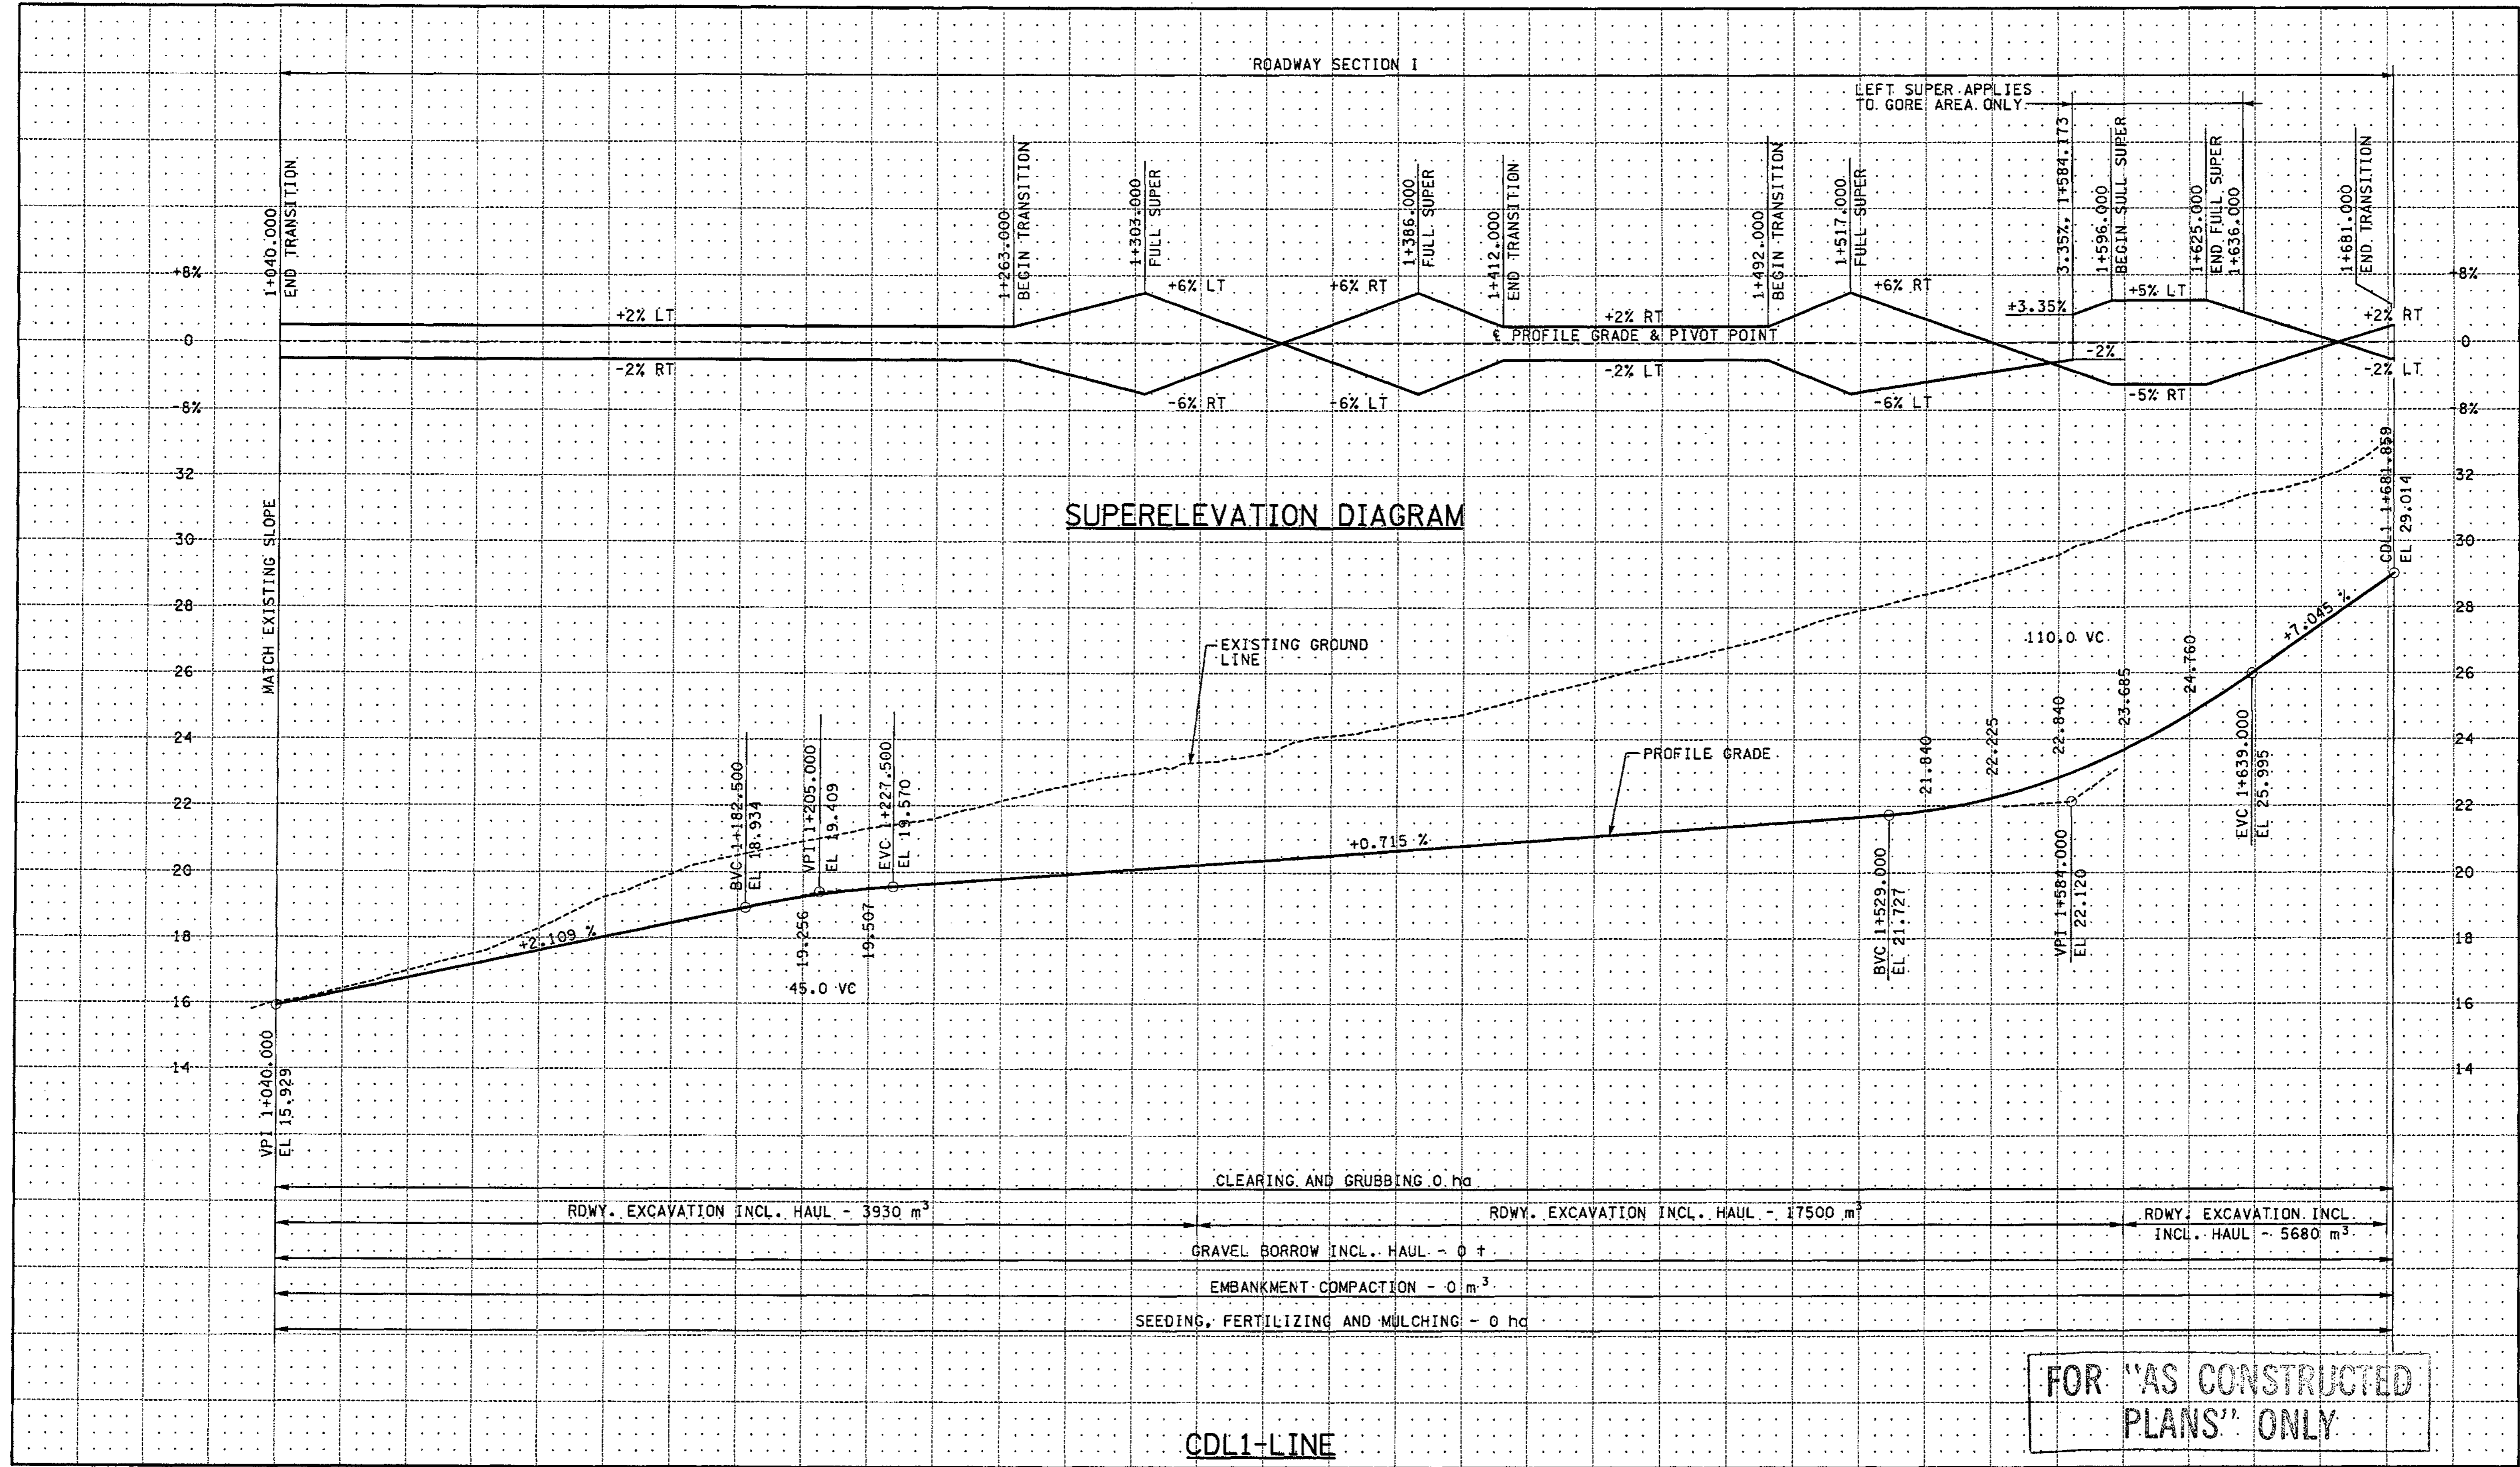 ROADWAY SECTION I
LEFT SUPER APPLIES
TO GORE AREA ONLY
1+040.000
END TRANSITION
1+263.000
BEGIN TRANSITION
1+303.000
FULL SUPER
1+386.000
FULL SUPER
1+412.000
END TRANSITION
1+492.000
BEGIN TRANSITION
1+517.000
FULL SUPER
3.35%, 1+584.173
1+596.000
BEGIN SULL SUPER
1+625.000
END FULL SUPER
1+636.000
1+681.000
END TRANSITION
+8%
+8%
+6% LT
+6% RT
+6% RT
+5% LT
+3.35%
+2% LT
+2% RT
+2% RT
0
℄ PROFILE GRADE & PIVOT POINT
0
-2%
-2% RT
-2% LT
-2% LT
-5% RT
-6% RT
-6% LT
-6% LT
-8%
-8%
SUPERELEVATION DIAGRAM
32
32
30
30
28
28
26
26
24
24
22
22
20
20
18
18
16
16
14
14
MATCH EXISTING SLOPE
CDL1 1+681.859
EL 29.014
+7.045 %
110.0 VC
EXISTING GROUND
LINE
PROFILE GRADE
BVC 1+182.500
EL 18.934
VPI 1+205.000
EL 19.409
EVC 1+227.500
EL 19.570
21.840
22.225
22.840
23.685
24.760
+0.715 %
+2.109 %
19.256
19.507
45.0 VC
BVC 1+529.000
EL 21.727
VPI 1+584.000
EL 22.120
EVC 1+639.000
EL 25.995
VPI 1+040.000
EL 15.929
CLEARING AND GRUBBING 0 ha
RDWY. EXCAVATION INCL. HAUL - 3930 m³
RDWY. EXCAVATION INCL. HAUL - 17500 m³
RDWY. EXCAVATION INCL.
INCL. HAUL - 5680 m³
GRAVEL BORROW INCL. HAUL - 0 t
EMBANKMENT COMPACTION - 0 m³
SEEDING, FERTILIZING AND MULCHING - 0 ha
FOR "AS CONSTRUCTED
PLANS" ONLY
CDL1-LINE